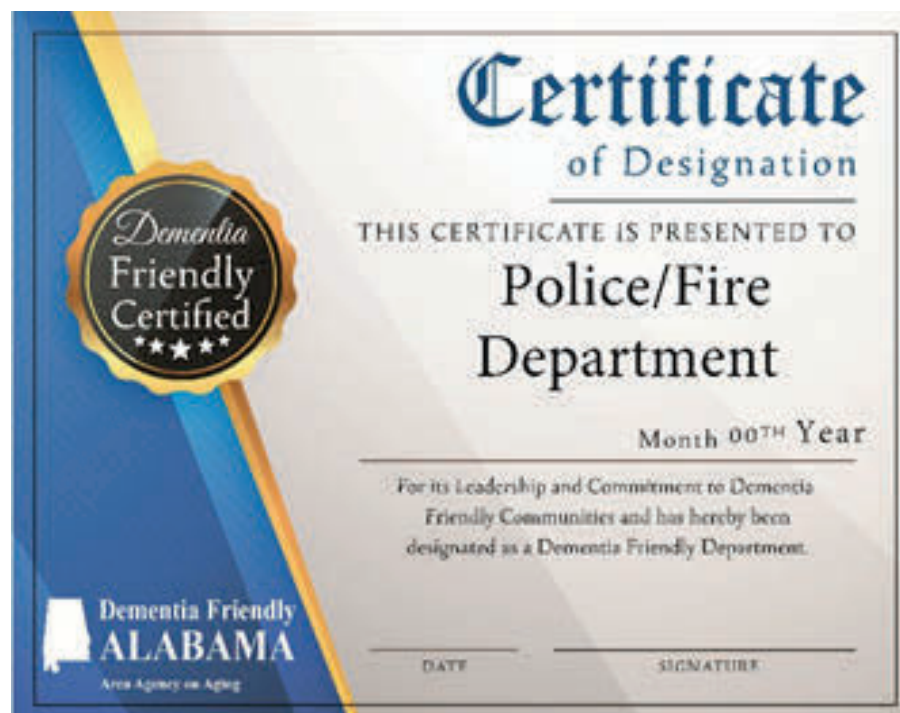 Certificate
of Designation
THIS CERTIFICATE IS PRESENTED TO
Police/Fire
Department
Month 00TH Year
For its Leadership and Commitment to Dementia
Friendly Communities and has hereby been
designated as a Dementia Friendly Department.
DATE
SIGNATURE
Dementia
Friendly
Certified
Dementia Friendly
ALABAMA
Area Agency on Aging